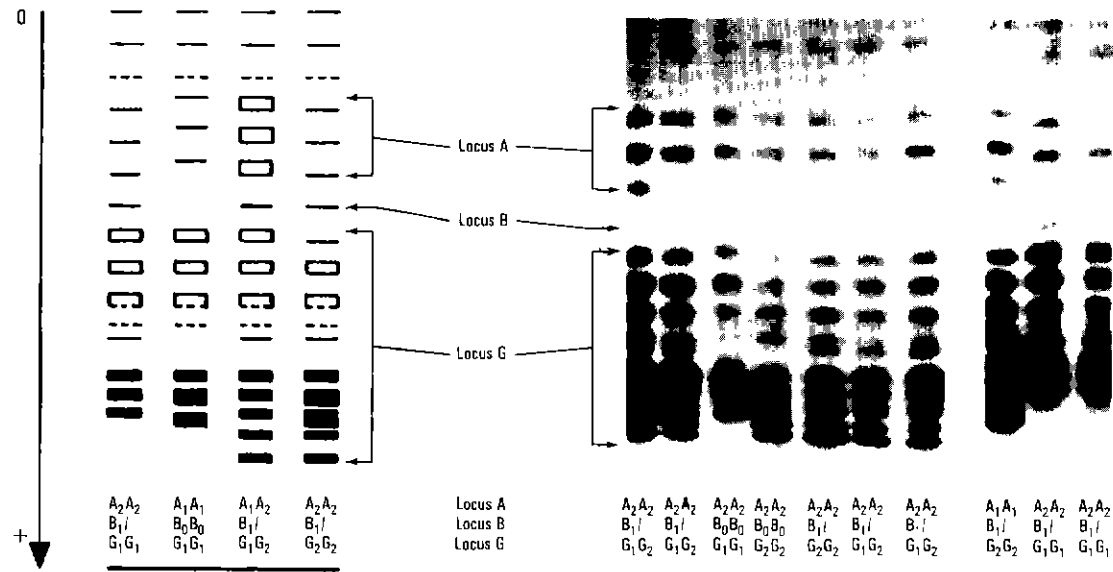 0
Locus A
Locus B
Locus G
+
A₂A₂ A₁A₁ A₁A₂ A₂A₂ Locus A A₂A₂ A₂A₂ A₂A₂ A₂A₂ A₂A₂ A₂A₂ A₂A₂ A₁A₁ A₂A₂ A₂A₂
B₁/ B₀B₀ B₁/ B₁/ Locus B B₁/ B₁/ B₀B₀ B₀B₀ B₁/ B₁/ B₁/ B₁/ B₁/ B₁/
G₁G₁ G₁G₁ G₁G₂ G₂G₂ Locus G G₁G₂ G₁G₂ G₁G₁ G₂G₂ G₂G₂ G₁G₂ G₁G₂ G₂G₂ G₁G₁ G₁G₁